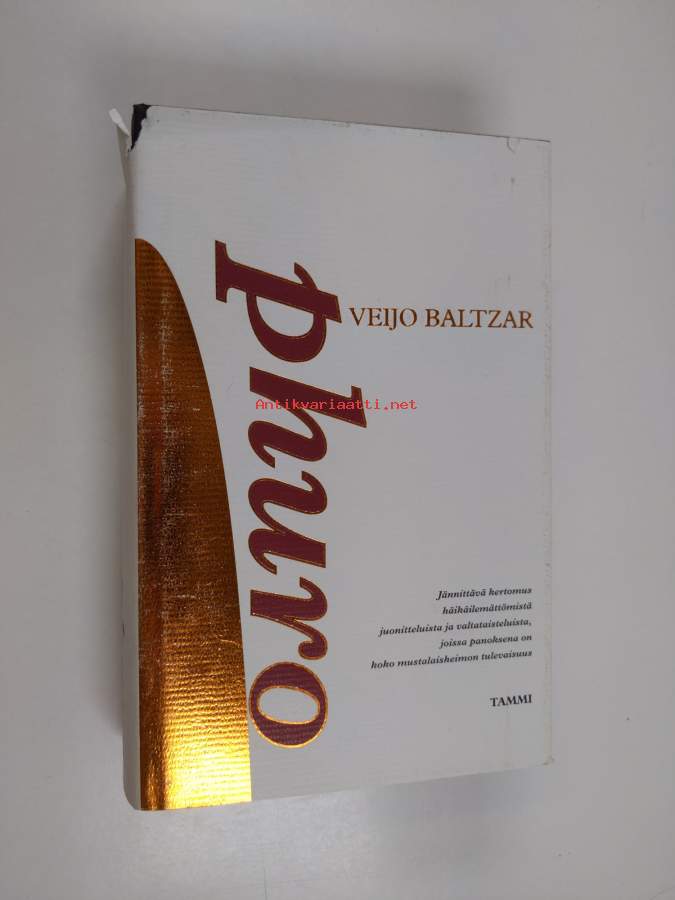 phuro
VEIJO BALTZAR
Antikvariaatti.net
Jännittävä kertomus
häikäilemättömistä
juonitteluista ja valtataisteluista,
joissa panoksena on
koko mustalaisheimon tulevaisuus
TAMMI